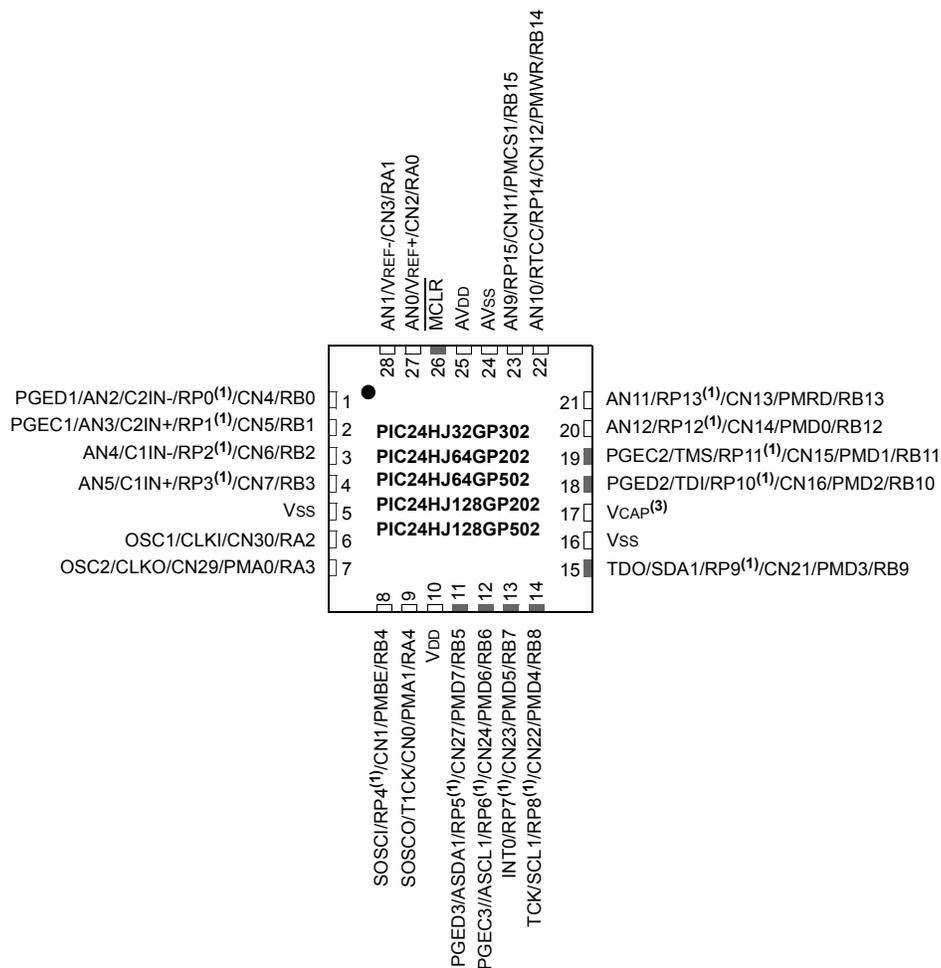 AN1/VREF-/CN3/RA1
AN0/VREF+/CN2/RA0
MCLR
AVDD
AVSS
AN9/RP15/CN11/PMCS1/RB15
AN10/RTCC/RP14/CN12/PMWR/RB14
28
27
26
25
24
23
22
PGED1/AN2/C2IN-/RP0(1)/CN4/RB0 1
PGEC1/AN3/C2IN+/RP1(1)/CN5/RB1 2
AN4/C1IN-/RP2(1)/CN6/RB2 3
AN5/C1IN+/RP3(1)/CN7/RB3 4
VSS 5
OSC1/CLKI/CN30/RA2 6
OSC2/CLKO/CN29/PMA0/RA3 7
PIC24HJ32GP302
PIC24HJ64GP202
PIC24HJ64GP502
PIC24HJ128GP202
PIC24HJ128GP502
21 AN11/RP13(1)/CN13/PMRD/RB13
20 AN12/RP12(1)/CN14/PMD0/RB12
19 PGEC2/TMS/RP11(1)/CN15/PMD1/RB11
18 PGED2/TDI/RP10(1)/CN16/PMD2/RB10
17 VCAP(3)
16 VSS
15 TDO/SDA1/RP9(1)/CN21/PMD3/RB9
8
9
10
11
12
13
14
SOSCI/RP4(1)/CN1/PMBE/RB4
SOSCO/T1CK/CN0/PMA1/RA4
VDD
PGED3/ASDA1/RP5(1)/CN27/PMD7/RB5
PGEC3//ASCL1/RP6(1)/CN24/PMD6/RB6
INT0/RP7(1)/CN23/PMD5/RB7
TCK/SCL1/RP8(1)/CN22/PMD4/RB8